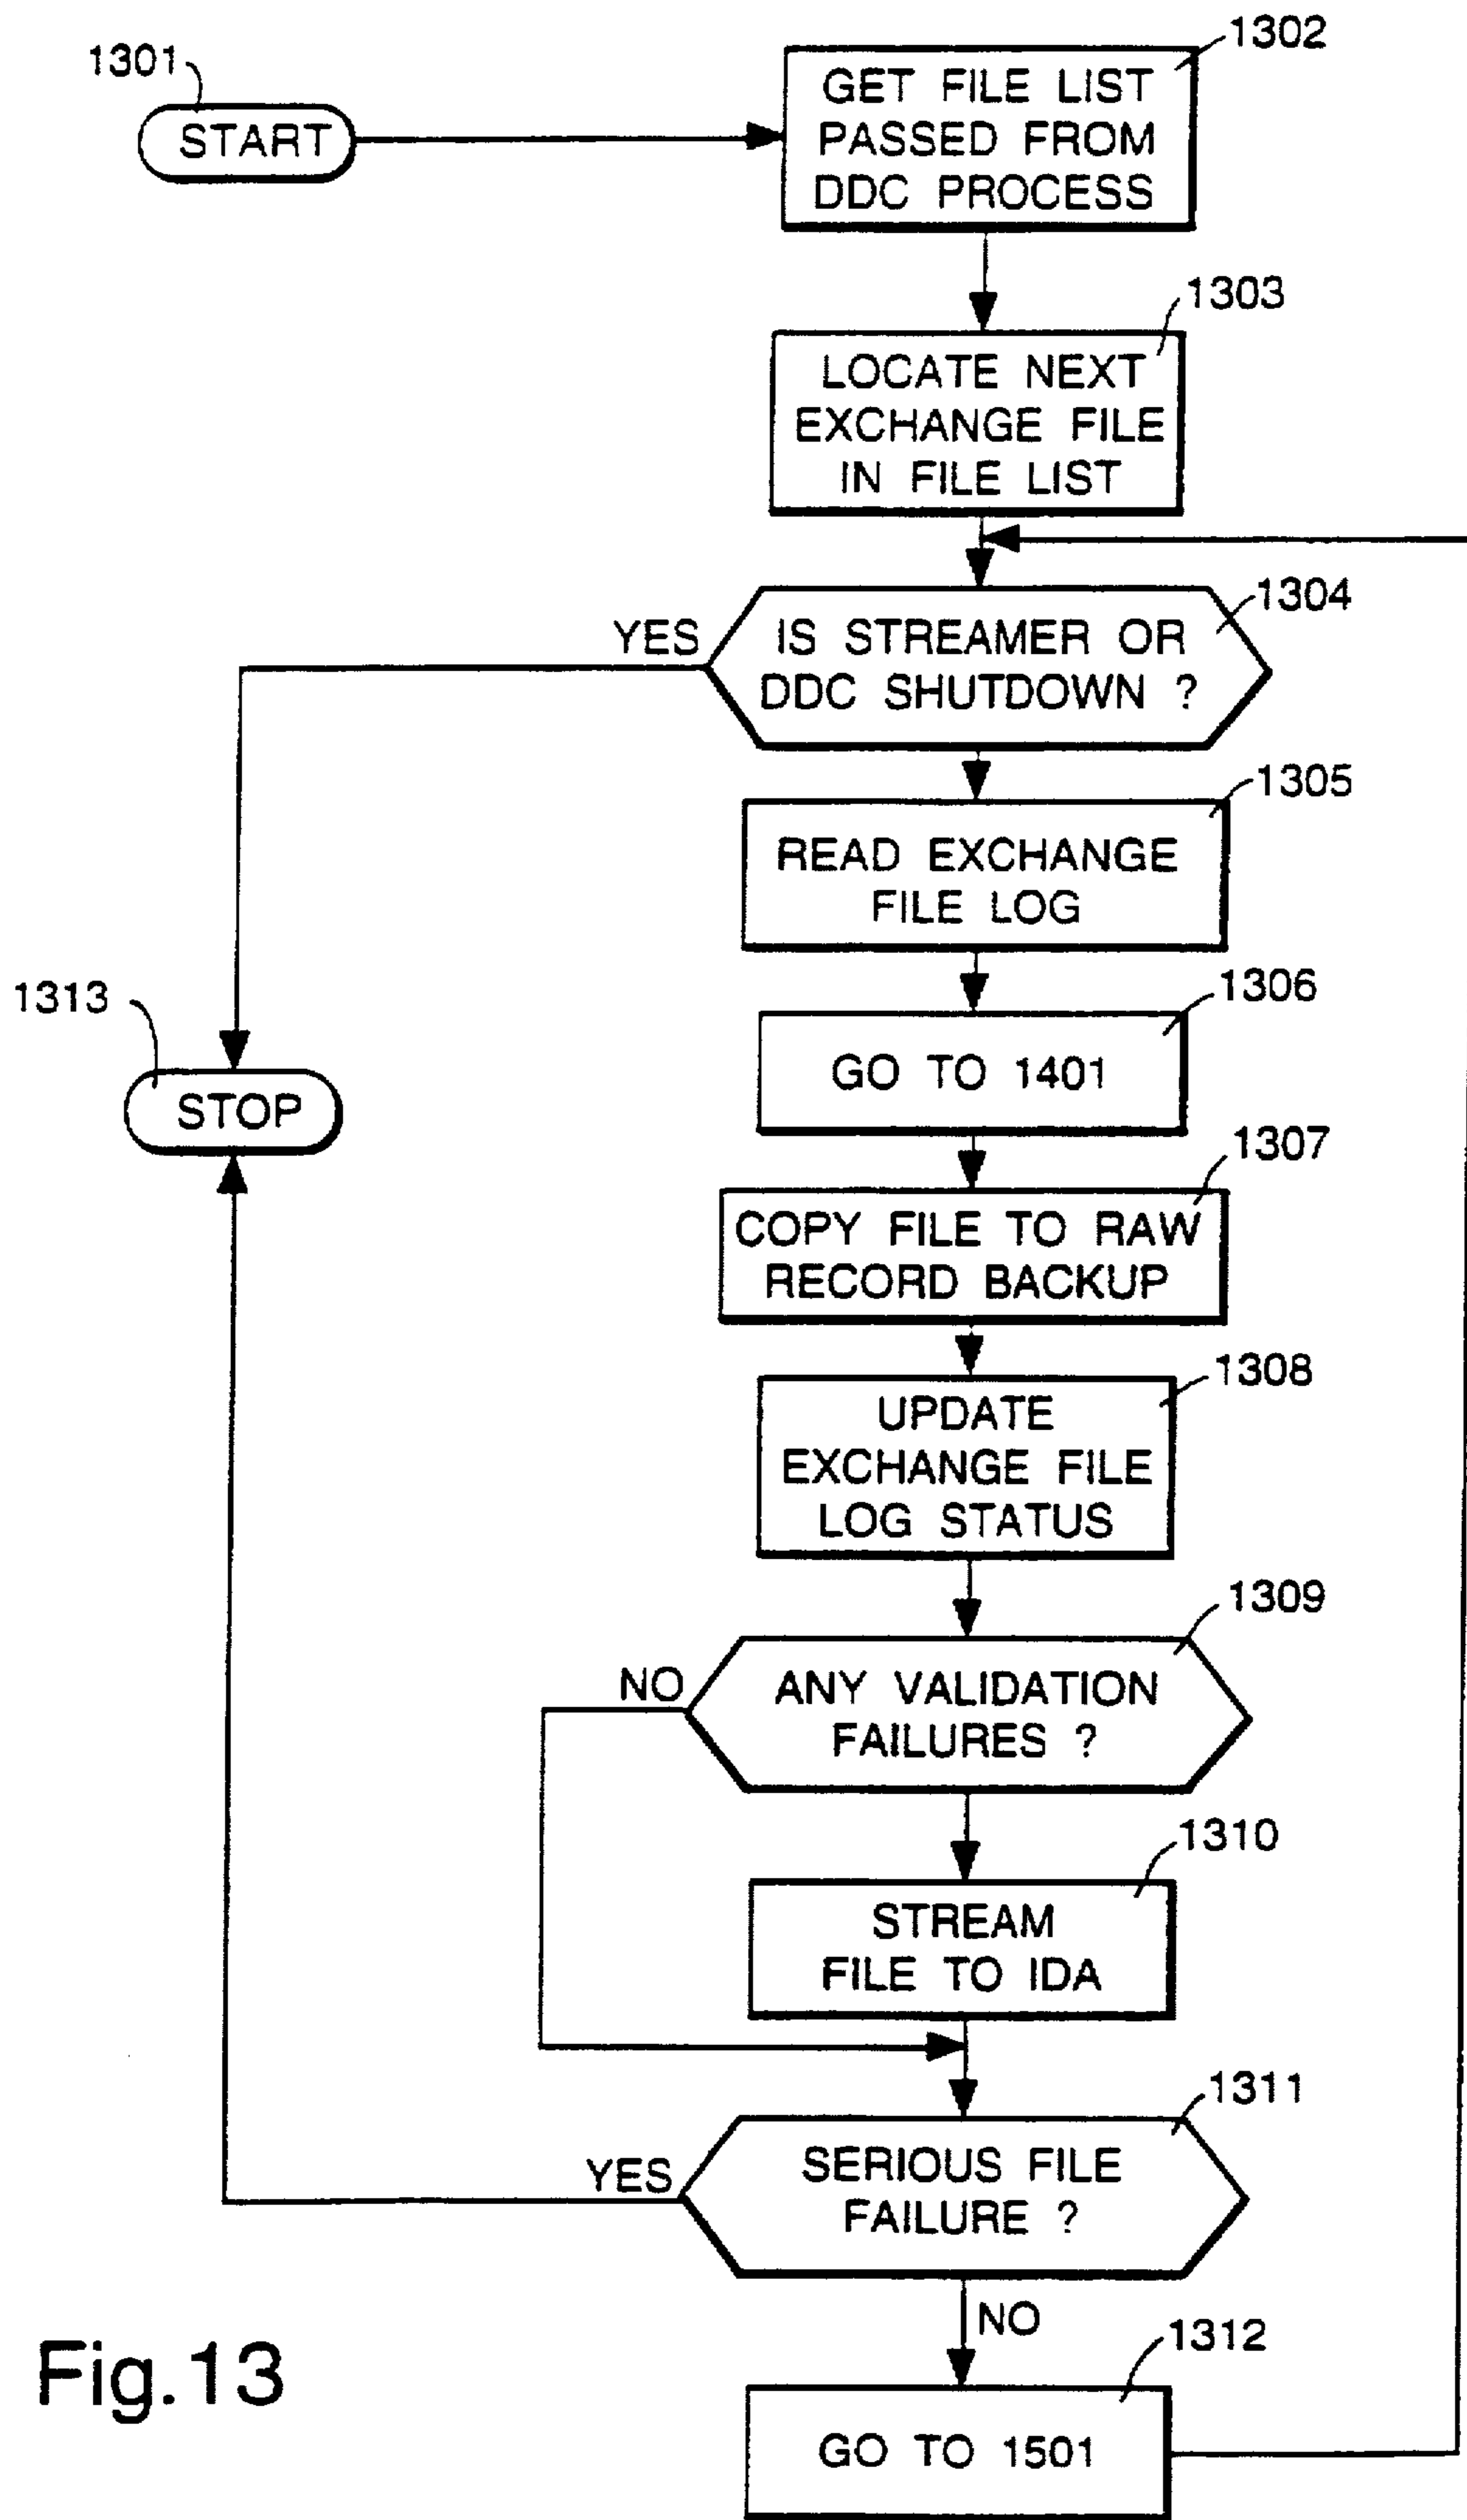 1301
START
1302
GET FILE LIST
PASSED FROM
DDC PROCESS
1303
LOCATE NEXT
EXCHANGE FILE
IN FILE LIST
1304
YES
IS STREAMER OR
DDC SHUTDOWN ?
1305
READ EXCHANGE
FILE LOG
1313
STOP
1306
GO TO 1401
1307
COPY FILE TO RAW
RECORD BACKUP
1308
UPDATE
EXCHANGE FILE
LOG STATUS
1309
NO
ANY VALIDATION
FAILURES ?
1310
STREAM
FILE TO IDA
1311
YES
SERIOUS FILE
FAILURE ?
NO
1312
GO TO 1501
Fig.13